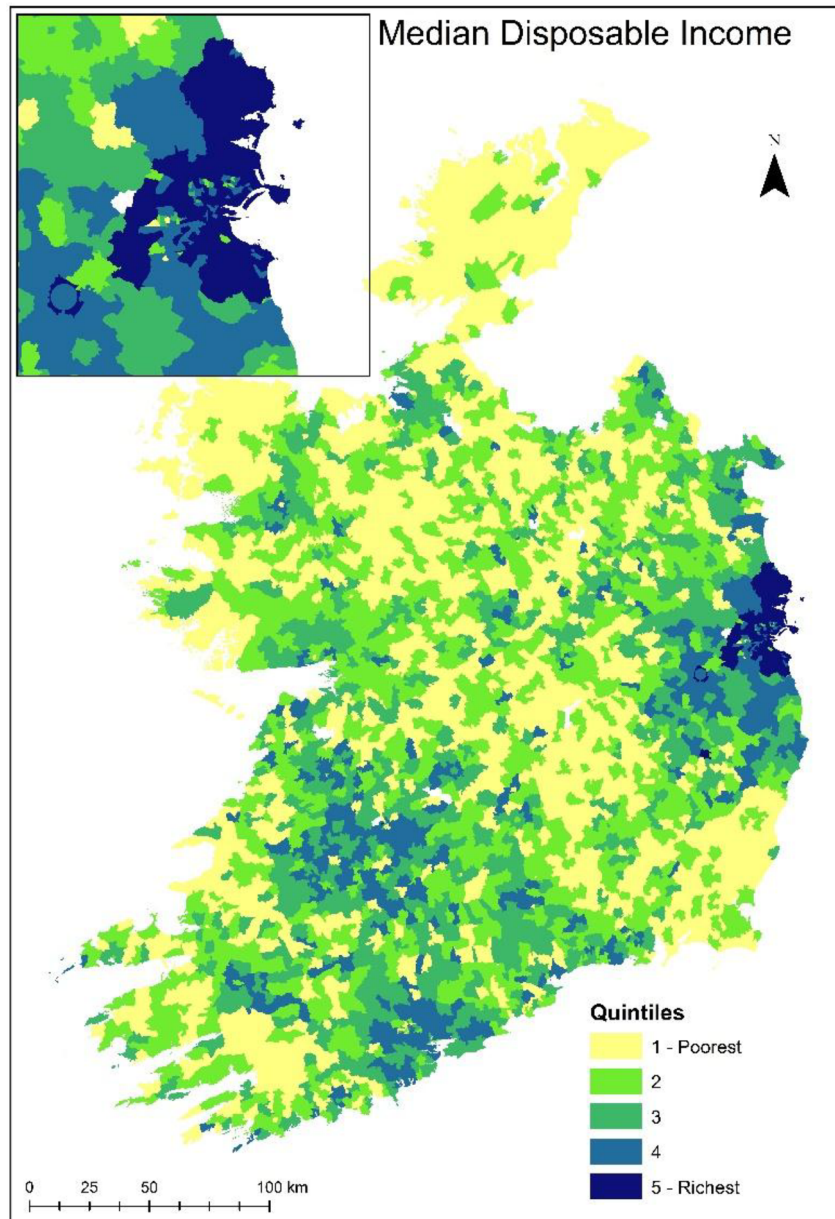 Median Disposable Income
N
Quintiles
1 - Poorest
2
3
4
5 - Richest
0 25 50 100 km